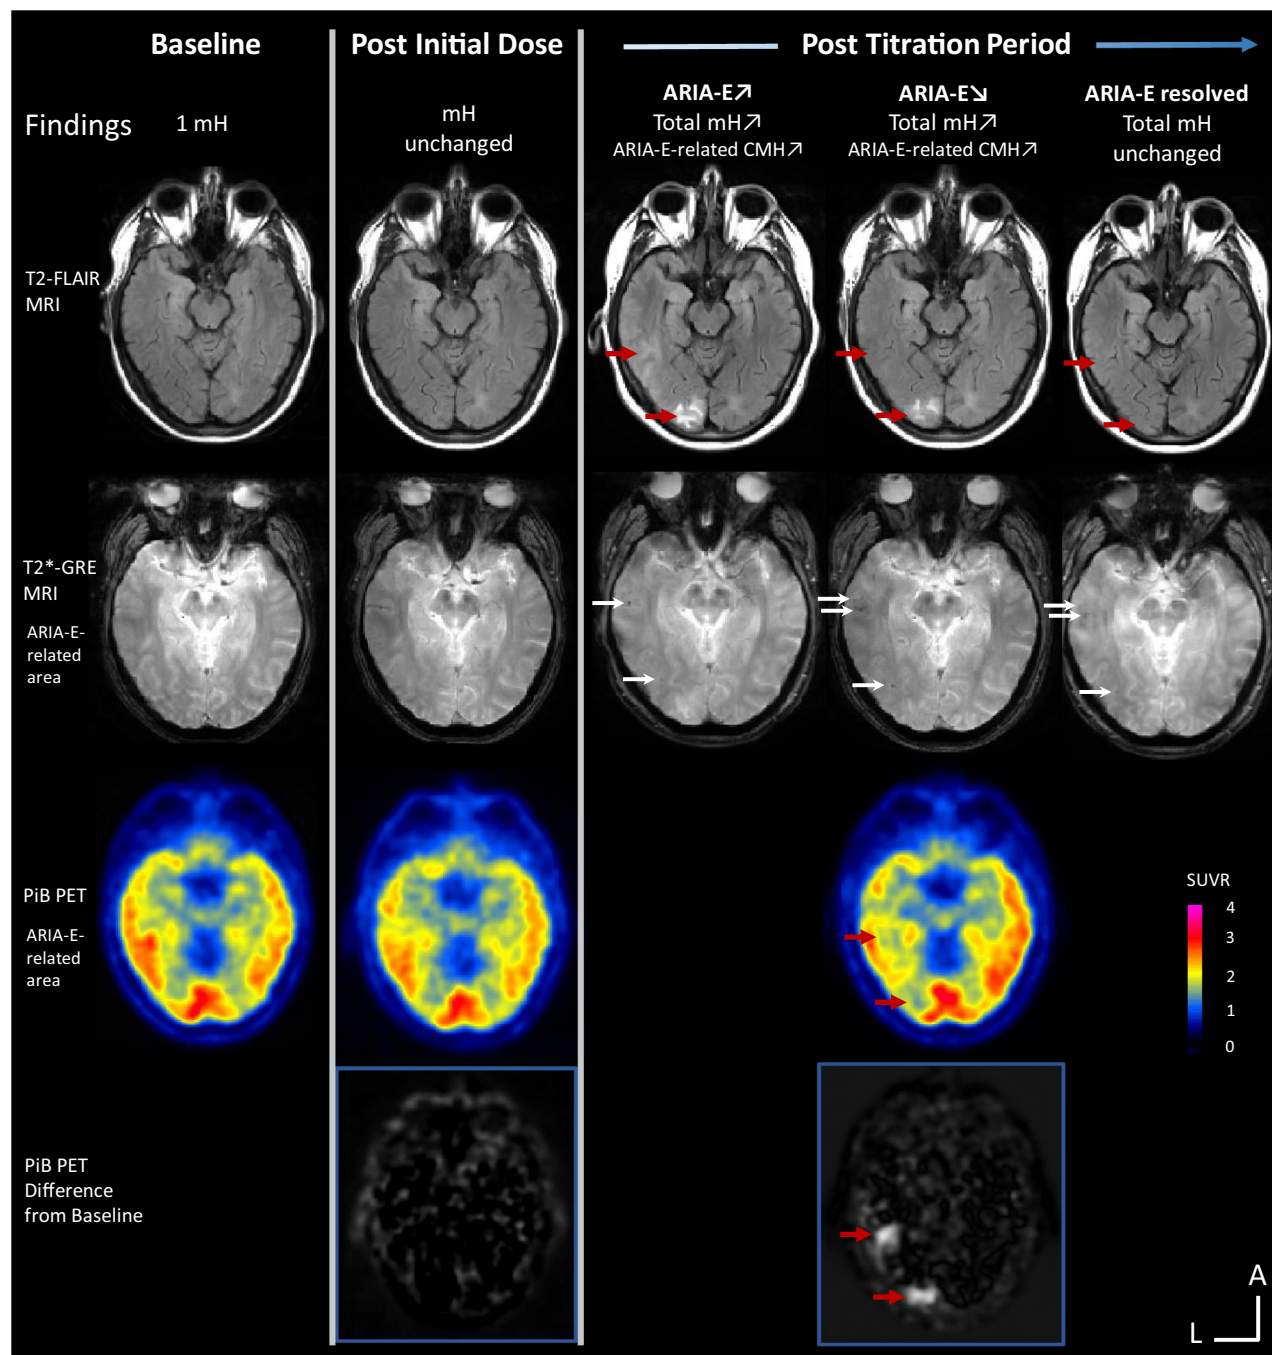 Baseline
Post Initial Dose
Post Titration Period
Findings
1 mH
mH
unchanged
ARIA-E↗
Total mH↗
ARIA-E-related CMH↗
ARIA-E↘
Total mH↗
ARIA-E-related CMH↗
ARIA-E resolved
Total mH
unchanged
T2-FLAIR
MRI
T2*-GRE
MRI
ARIA-E-
related
area
PiB PET
ARIA-E-
related
area
SUVR
4
3
2
1
0
PiB PET
Difference
from Baseline
A
L